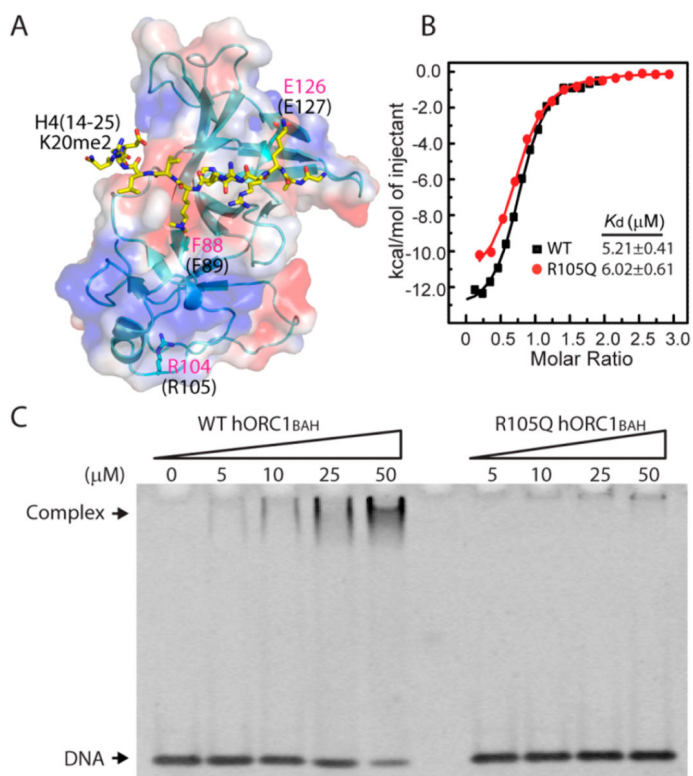 A
E126
(E127)
H4(14-25)
K20me2
F88
(F89)
R104
(R105)
B
kcal/mol of injectant
0.0
-2.0
-4.0
-6.0
-8.0
-10.0
-12.0
Kd (μM)
WT 5.21±0.41
R105Q 6.02±0.61
0.0 0.5 1.0 1.5 2.0 2.5 3.0
Molar Ratio
C
WT hORC1BAH R105Q hORC1BAH
(μM) 0 5 10 25 50 5 10 25 50
Complex
DNA